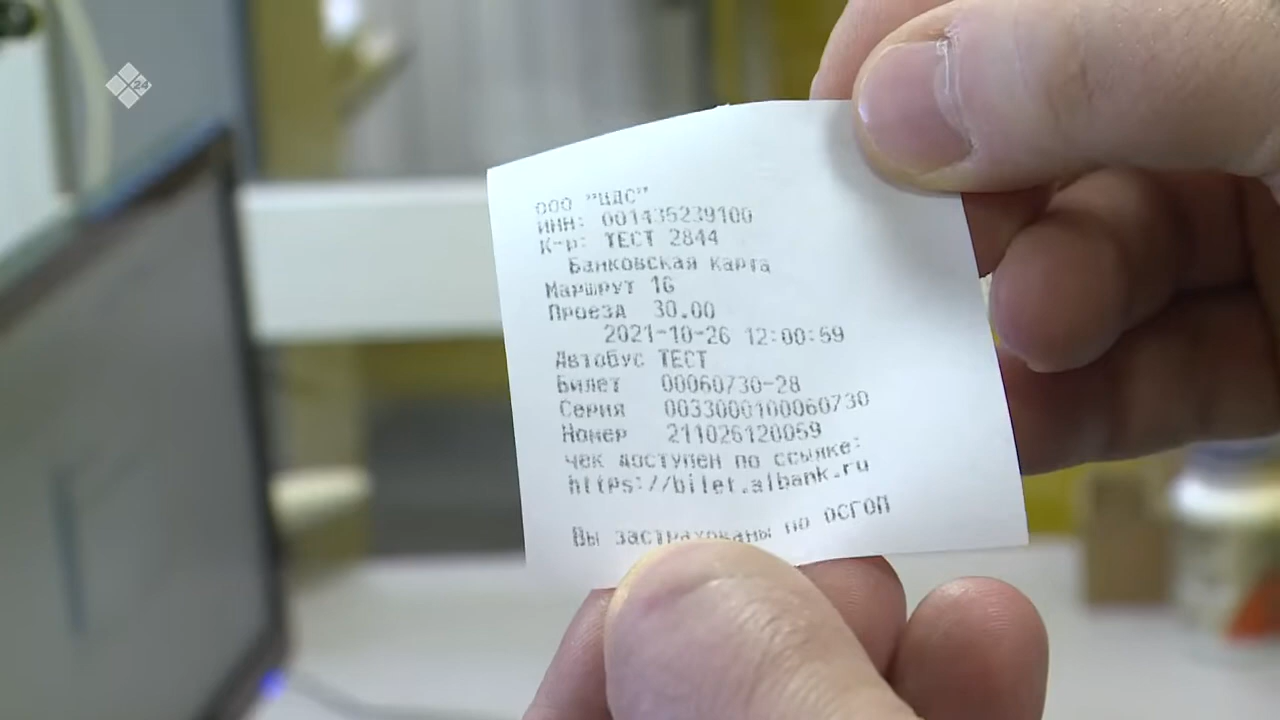 24
ООО "ЦДС"
ИНН: 001435239100
К-р: ТЕСТ 2844
Банковская карта
Маршрут 16
Проезд 30.00
2021-10-26 12:00:59
Автобус ТЕСТ
Билет 00060730-28
Серия 0033000100060730
Номер 211026120059
чек доступен по ссылке:
https://bilet.albank.ru
Вы застрахованы по ОСГОП